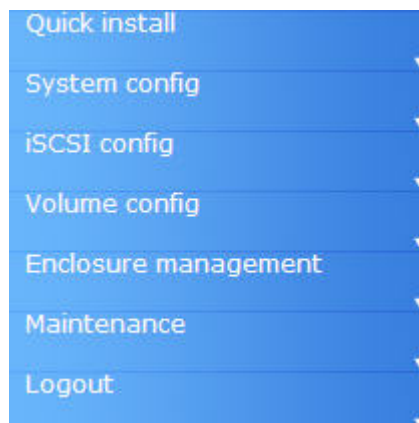 Quick install
System config
iSCSI config
Volume config
Enclosure management
Maintenance
Logout